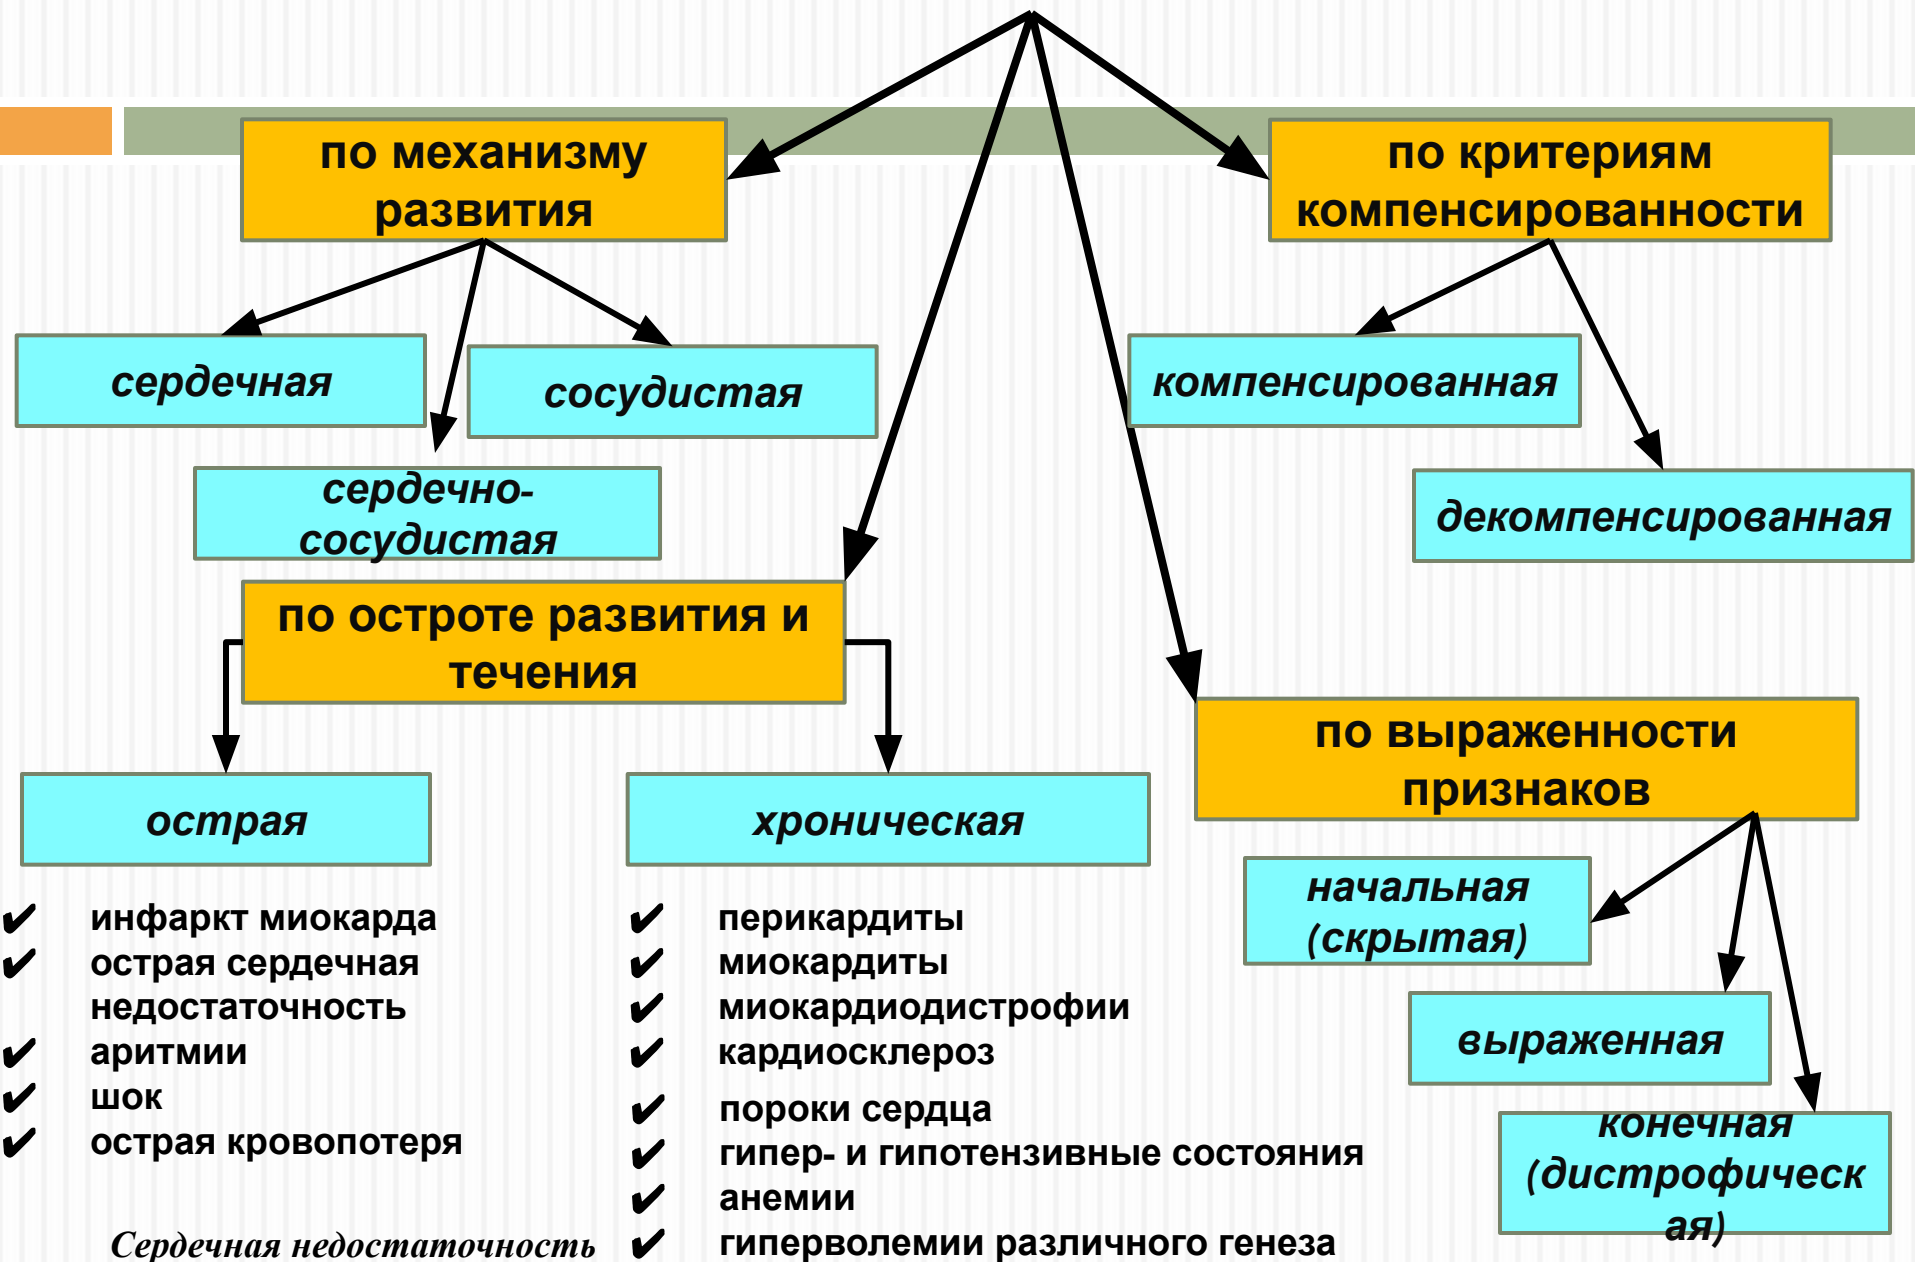 по механизму
развития
по критериям
компенсированности
сердечная
сосудистая
сердечно-
сосудистая
компенсированная
декомпенсированная
по остроте развития и
течения
острая
хроническая
✔ инфаркт миокарда
✔ острая сердечная
недостаточность
✔ аритмии
✔ шок
✔ острая кровопотеря
✔ перикардиты
✔ миокардиты
✔ миокардиодистрофии
✔ кардиосклероз
✔ пороки сердца
✔ гипер- и гипотензивные состояния
✔ анемии
✔ гиперволемии различного генеза
по выраженности
признаков
начальная
(скрытая)
выраженная
конечная
(дистрофическ
ая)
Сердечная недостаточность